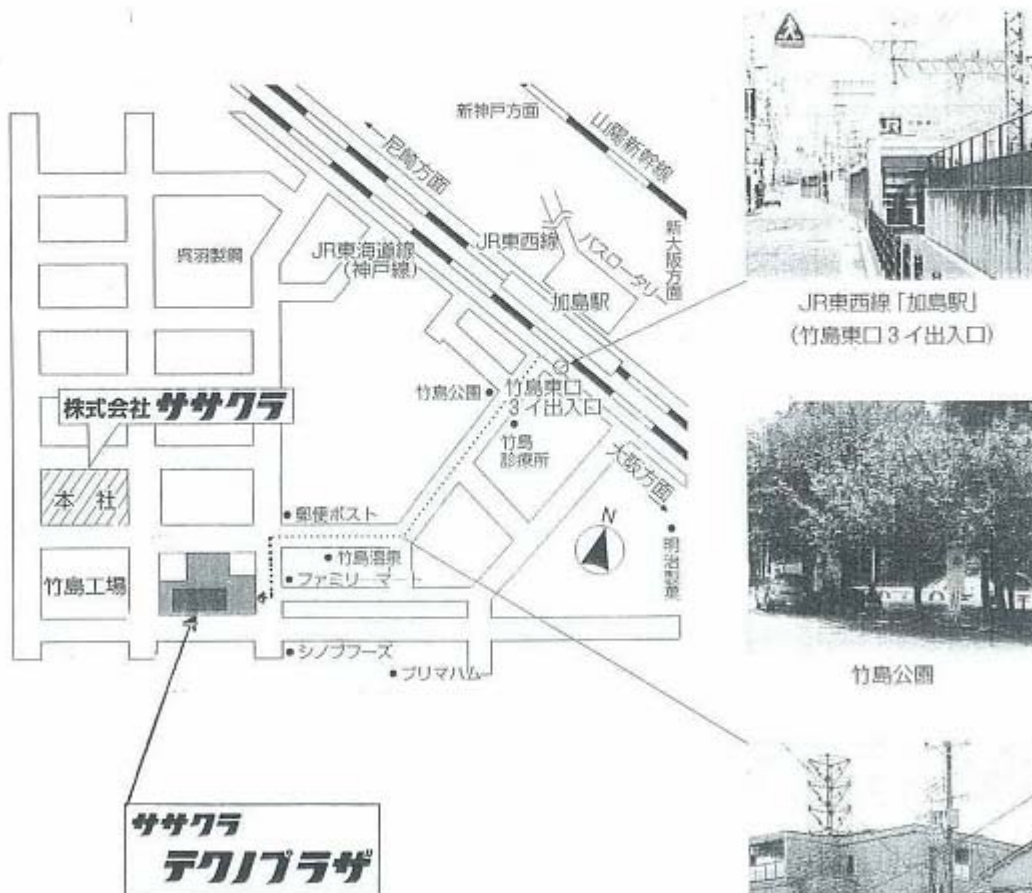 新神戸方面
山陽新幹線
新大阪方面
尼崎方面
JR東西線
バスロータリー
JR東海道線
(神戸線)
加島駅
呉羽製鋼
竹島公園
竹島東口
3イ出入口
竹島
診療所
大阪方面
明治製菓
N
株式会社 ササクラ
本社
竹島工場
郵便ポスト
竹島温泉
ファミリーマート
シノブフーズ
プリマハム
ササクラ
テクノプラザ
JR東西線「加島駅」
(竹島東口3イ出入口)
竹島公園